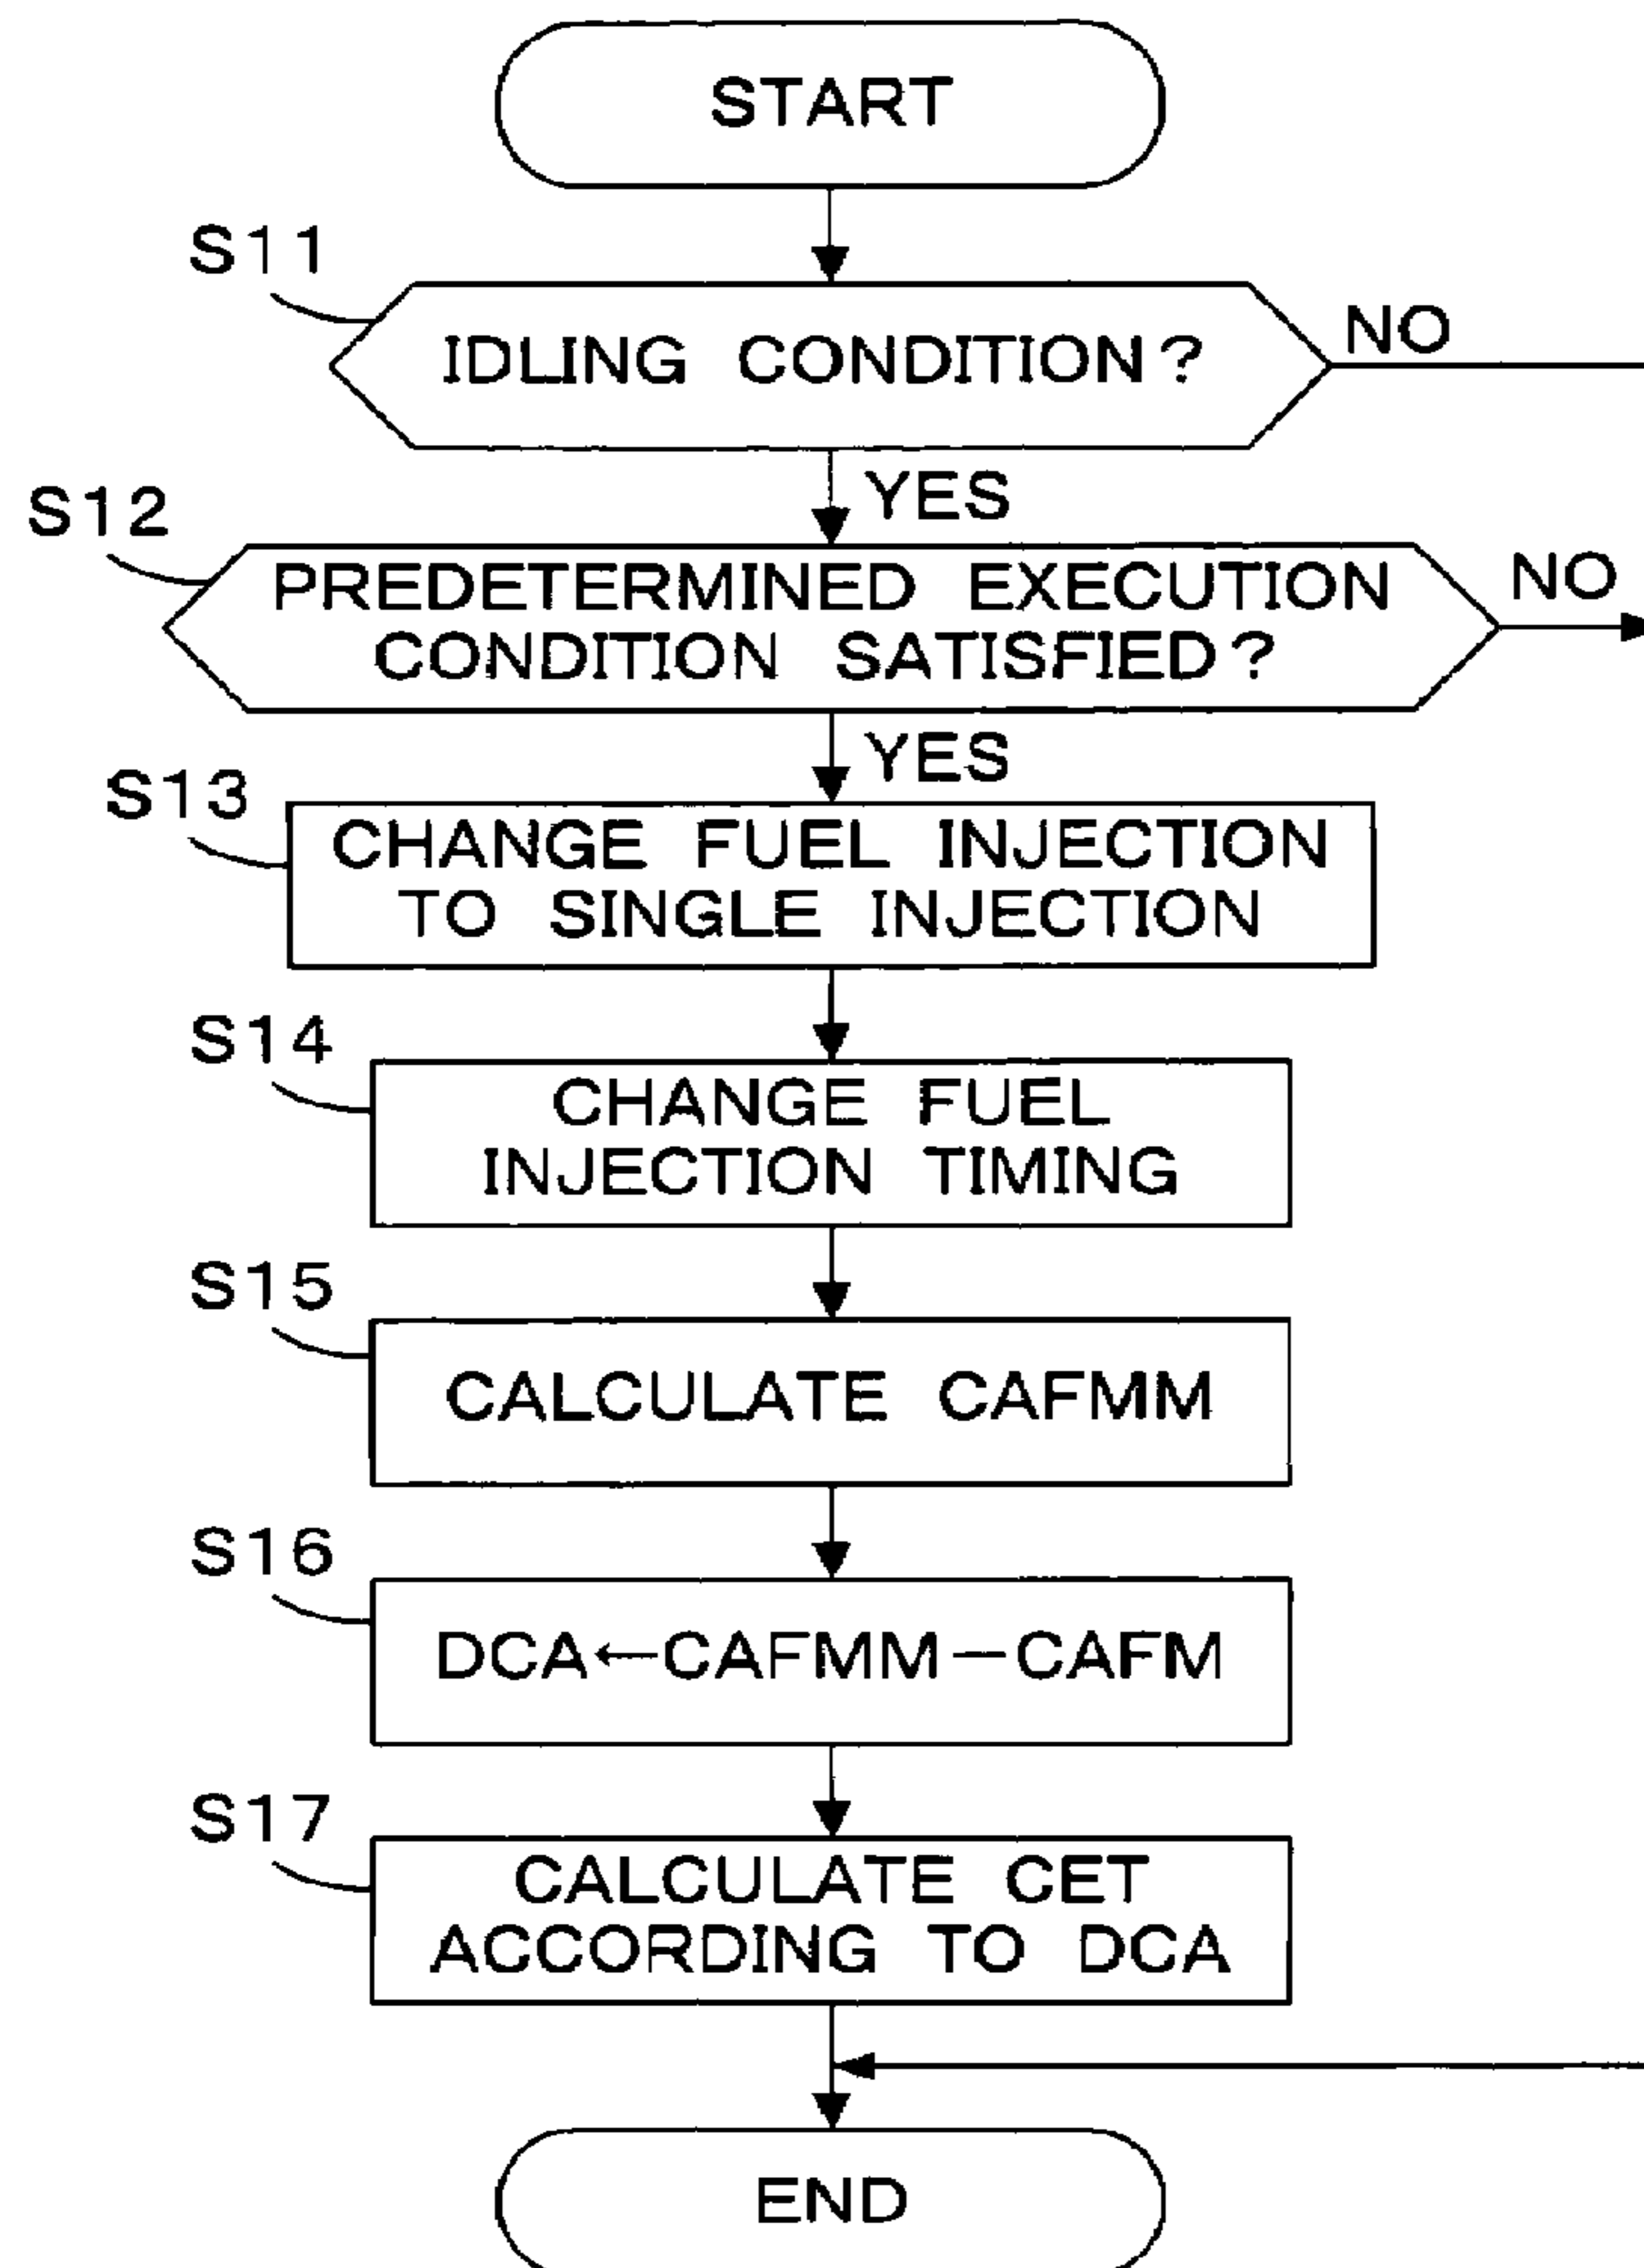 START
S11
IDLING CONDITION?
NO
YES
S12
PREDETERMINED EXECUTION
CONDITION SATISFIED?
NO
YES
S13
CHANGE FUEL INJECTION
TO SINGLE INJECTION
S14
CHANGE FUEL
INJECTION TIMING
S15
CALCULATE CAFMM
S16
DCA←CAFMM−CAFM
S17
CALCULATE CET
ACCORDING TO DCA
END